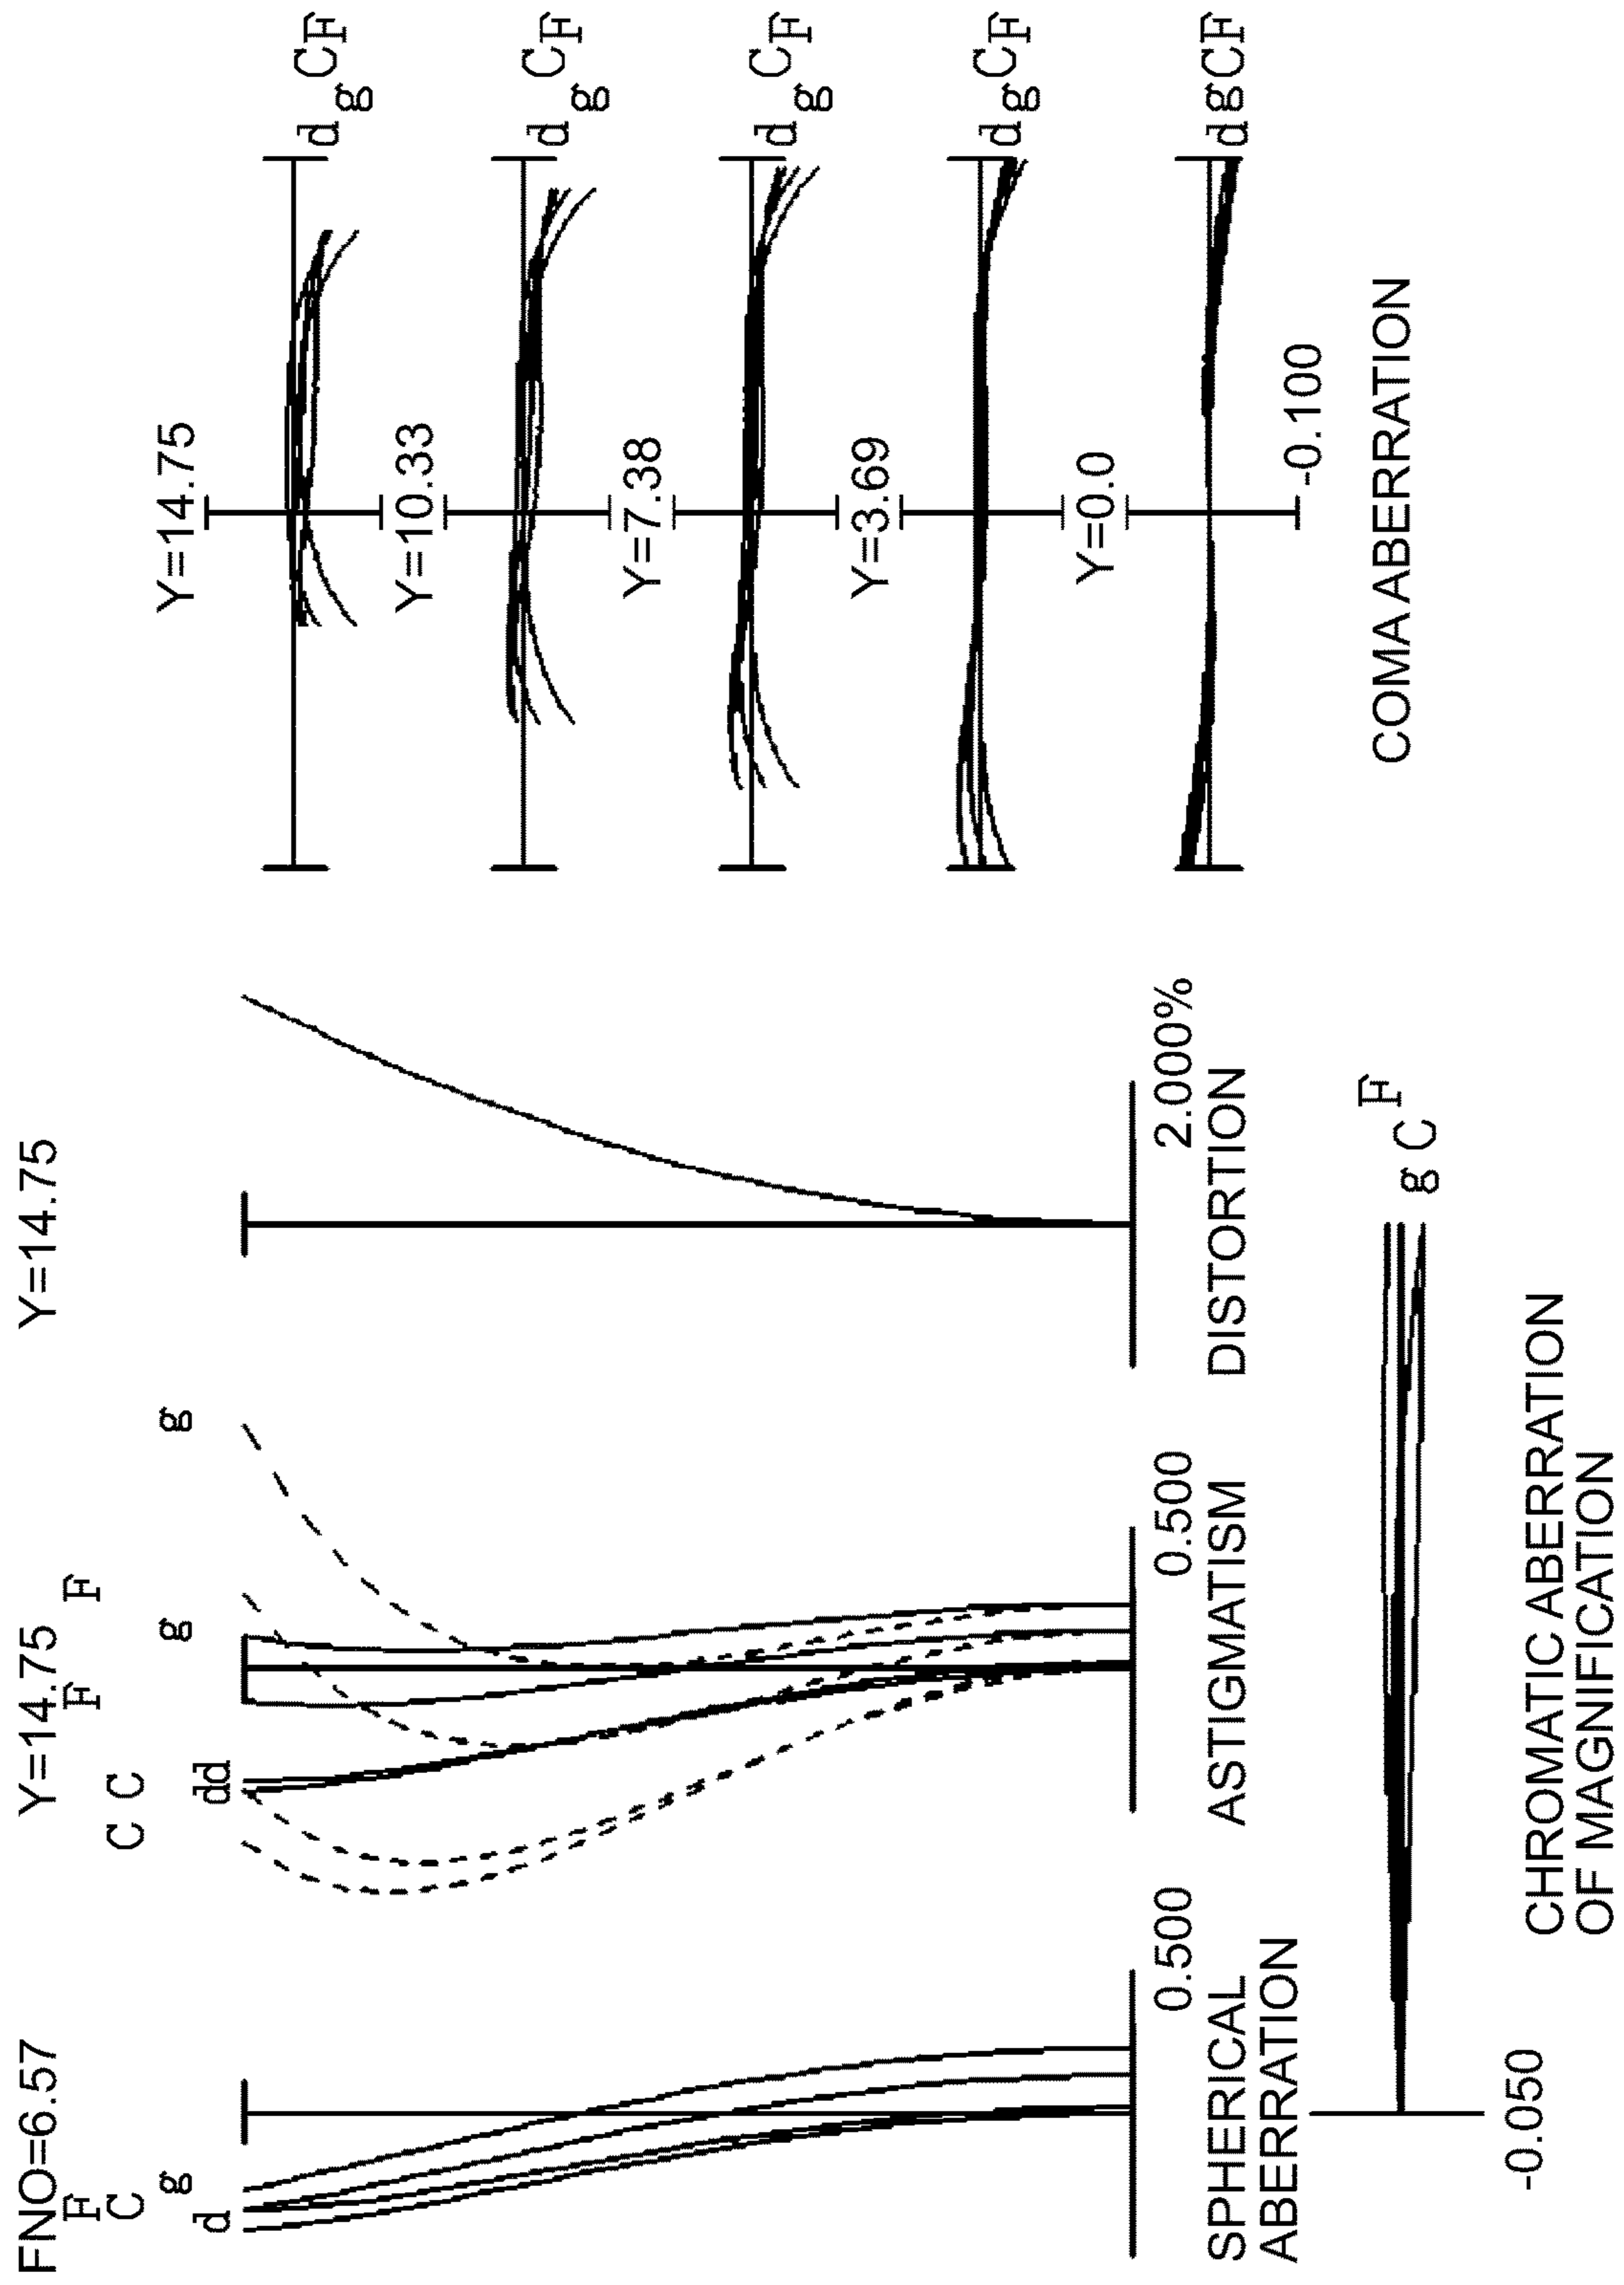 FNO=6.57
F
C
g
d
0.500
SPHERICAL
ABERRATION
Y=14.75
F
F
C C
g
g
dd
0.500
ASTIGMATISM
Y=14.75
2.000%
DISTORTION
Y=14.75
d g C F
Y=10.33
d g C F
Y=7.38
d g C F
Y=3.69
d g C F
Y=0.0
d g C F
-0.100
COMA ABERRATION
F
g C
-0.050
CHROMATIC ABERRATION
OF MAGNIFICATION